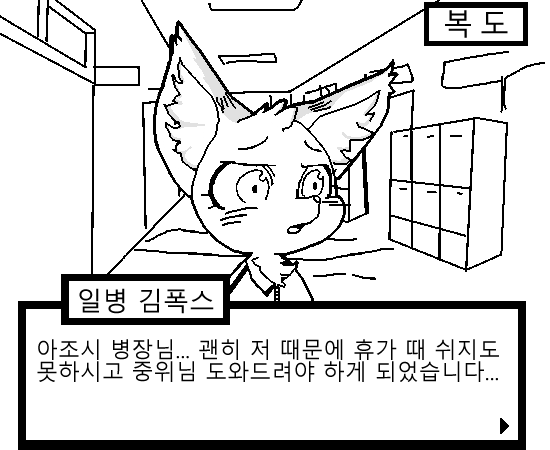 복도
일병 김폭스
아조시 병장님... 괜히 저 때문에 휴가 때 쉬지도
못하시고 중위님 도와드려야 하게 되었습니다...